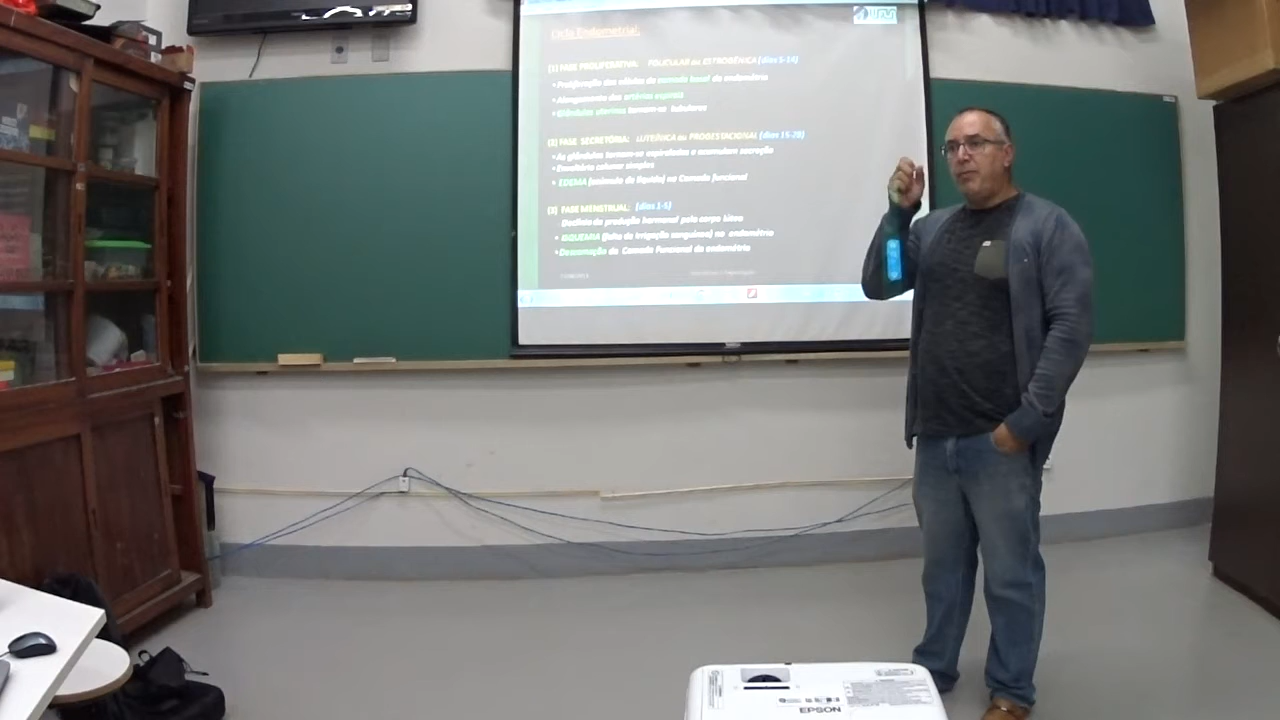 Ciclo Endometrial:
(1) FASE PROLIFERATIVA: FOLICULAR ou ESTROGÊNICA (dias 5-14)
• Proliferação das células da camada basal do endométrio
• Alongamento das artérias espirais
• Glândulas uterinas tornam-se tubulares
(2) FASE SECRETÓRIA: LUTEÍNICA ou PROGESTACIONAL (dias 15-28)
• As glândulas tornam-se espiraladas e acumulam secreção
• Envoltório colunar simples
• EDEMA (acúmulo de líquido) na Camada funcional
(3) FASE MENSTRUAL: (dias 1-5)
Declínio da produção hormonal pelo corpo lúteo
• ISQUEMIA (falta de irrigação sanguínea) no endométrio
• Descamação da Camada Funcional do endométrio
EPSON